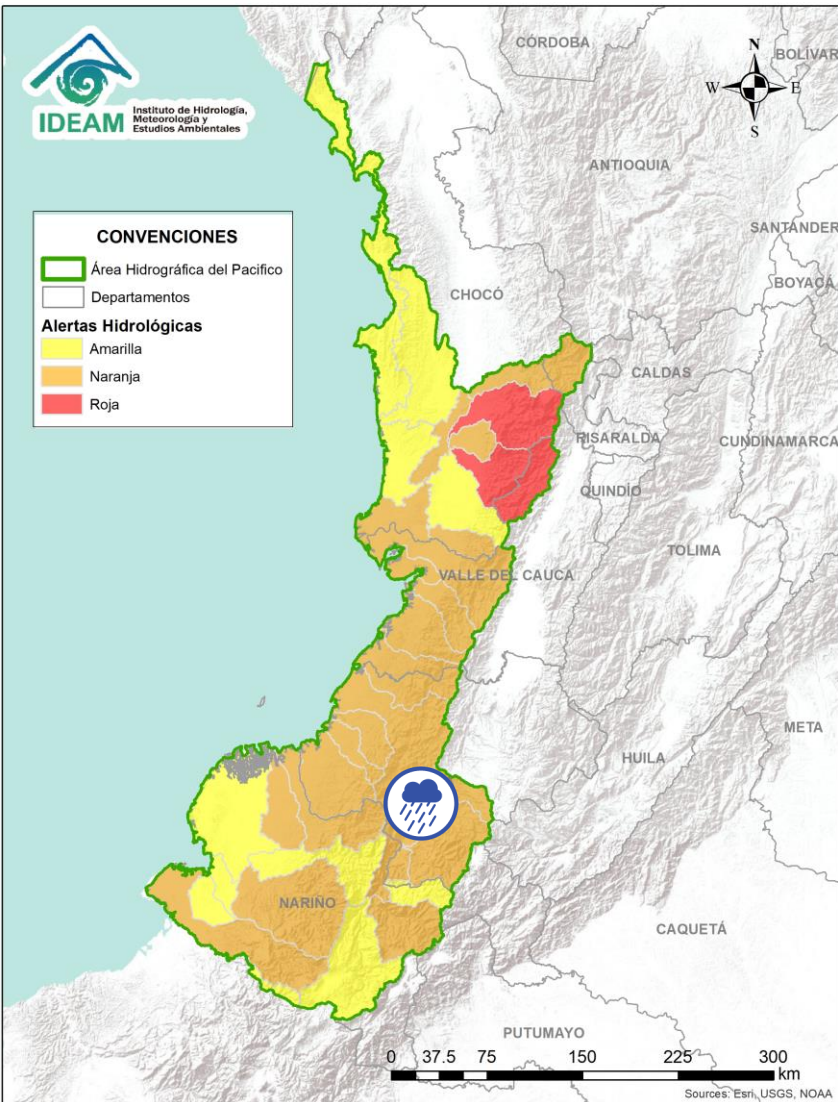 IDEAM
Instituto de Hidrología,
Meteorología y
Estudios Ambientales
CÓRDOBA
BOLÍVAR
N
W
E
S
ANTIOQUIA
SANTANDER
BOYACÁ
CONVENCIONES
Área Hidrográfica del Pacifico
Departamentos
Alertas Hidrológicas
Amarilla
Naranja
Roja
CHOCÓ
CALDAS
RISARALDA
CUNDINAMARCA
QUINDÍO
TOLIMA
VALLE DEL CAUCA
META
HUILA
NARIÑO
CAQUETÁ
PUTUMAYO
0 37.5 75 150 225 300
km
Sources: Esri, USGS, NOAA